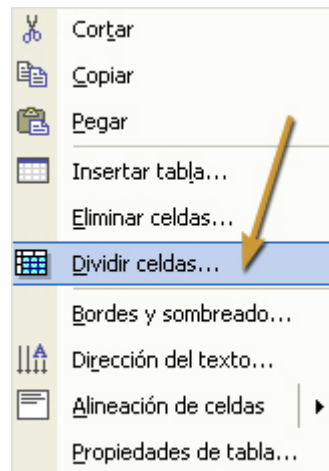 Cortar
Copiar
Pegar
Insertar tabla...
Eliminar celdas...
Dividir celdas...
Bordes y sombreado...
Dirección del texto...
Alineación de celdas
Propiedades de tabla...